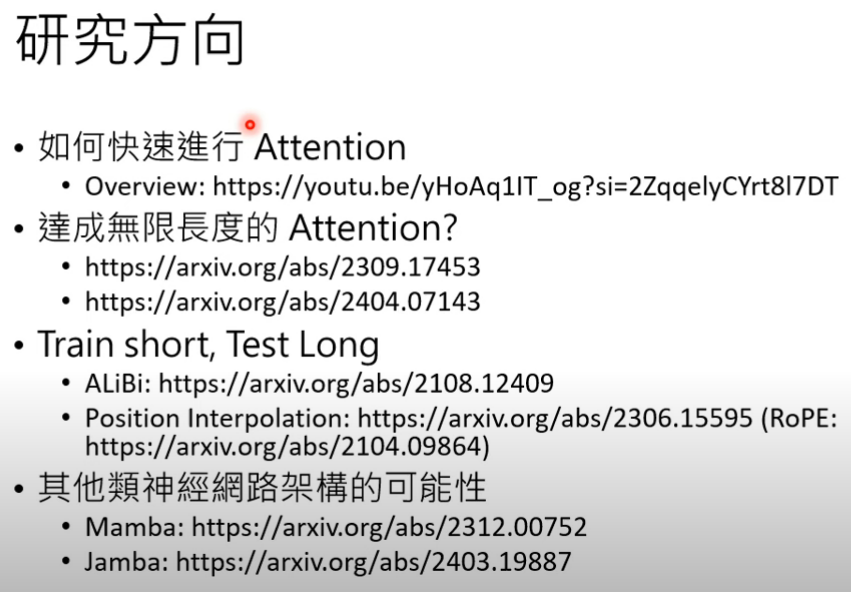 研究方向
• 如何快速進行 Attention
• Overview: https://youtu.be/yHoAq1IT_og?si=2ZqqelyCYrt8l7DT
• 達成無限長度的 Attention?
• https://arxiv.org/abs/2309.17453
• https://arxiv.org/abs/2404.07143
• Train short, Test Long
• ALiBi: https://arxiv.org/abs/2108.12409
• Position Interpolation: https://arxiv.org/abs/2306.15595 (RoPE:
https://arxiv.org/abs/2104.09864)
• 其他類神經網路架構的可能性
• Mamba: https://arxiv.org/abs/2312.00752
• Jamba: https://arxiv.org/abs/2403.19887